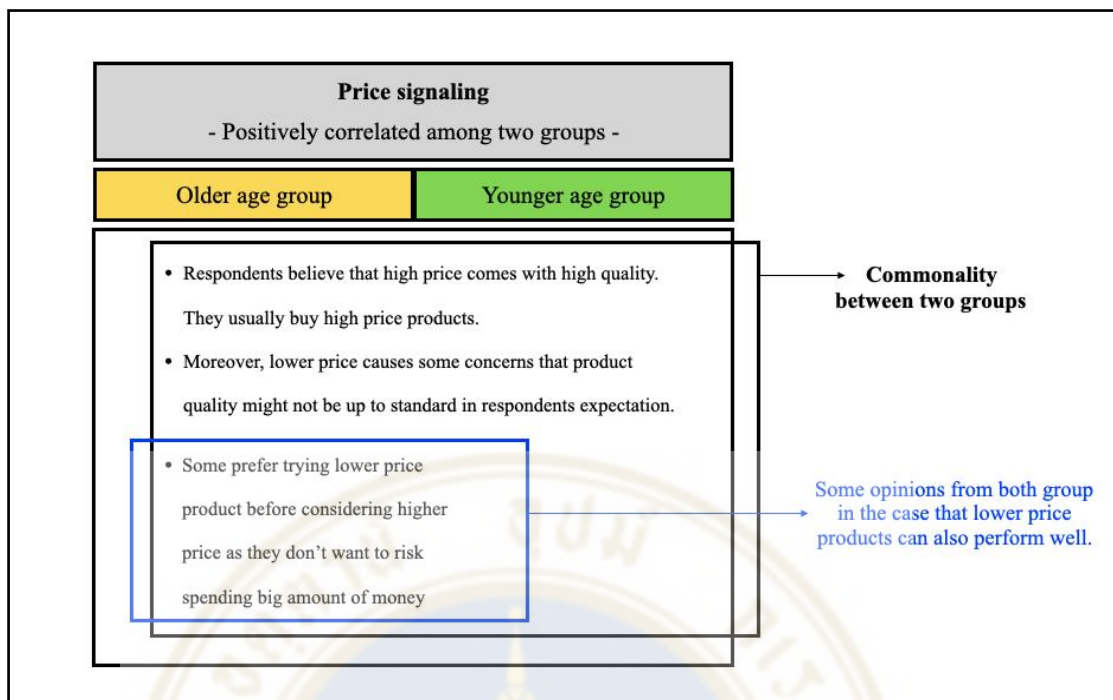 Price signaling
- Positively correlated among two groups -
Older age group
Younger age group
• Respondents believe that high price comes with high quality.
They usually buy high price products.
• Moreover, lower price causes some concerns that product
quality might not be up to standard in respondents expectation.
• Some prefer trying lower price
product before considering higher
price as they don’t want to risk
spending big amount of money
Commonality
between two groups
Some opinions from both group
in the case that lower price
products can also perform well.